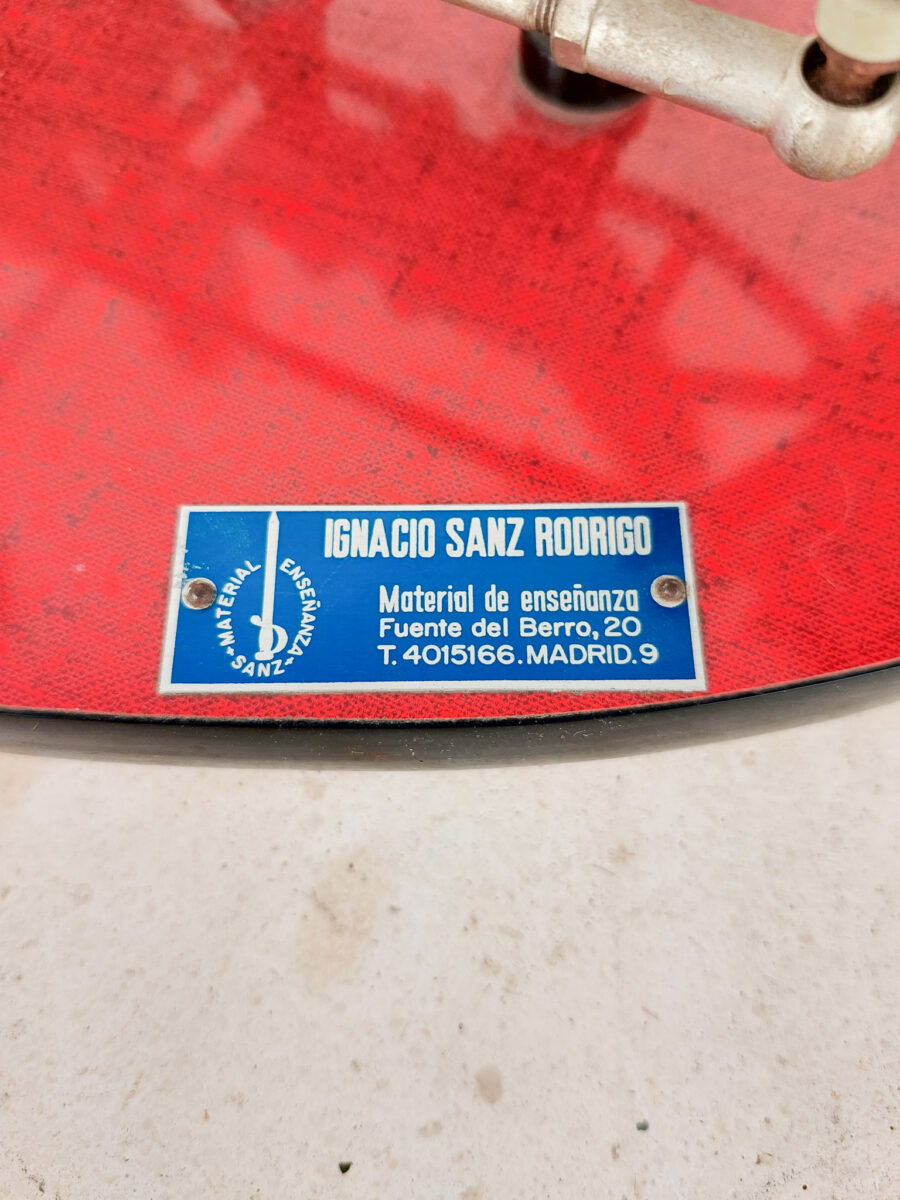 MATERIAL ENSEÑANZA
SANZ
IGNACIO SANZ RODRIGO
Material de enseñanza
Fuente del Berro, 20
T. 4015166. MADRID. 9